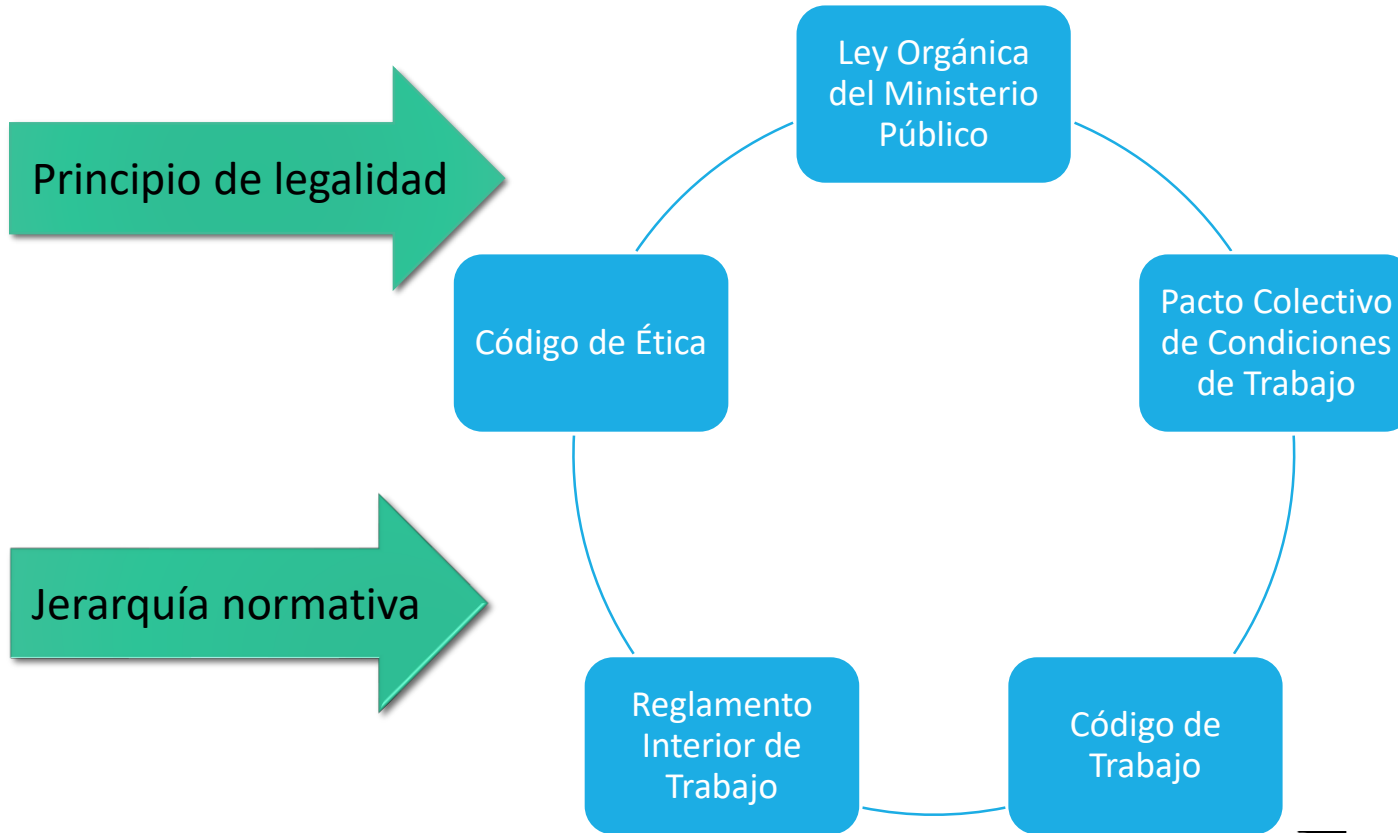 Principio de legalidad
Jerarquía normativa
Ley Orgánica
del Ministerio
Público
Pacto Colectivo
de Condiciones
de Trabajo
Código de
Trabajo
Reglamento
Interior de
Trabajo
Código de Ética